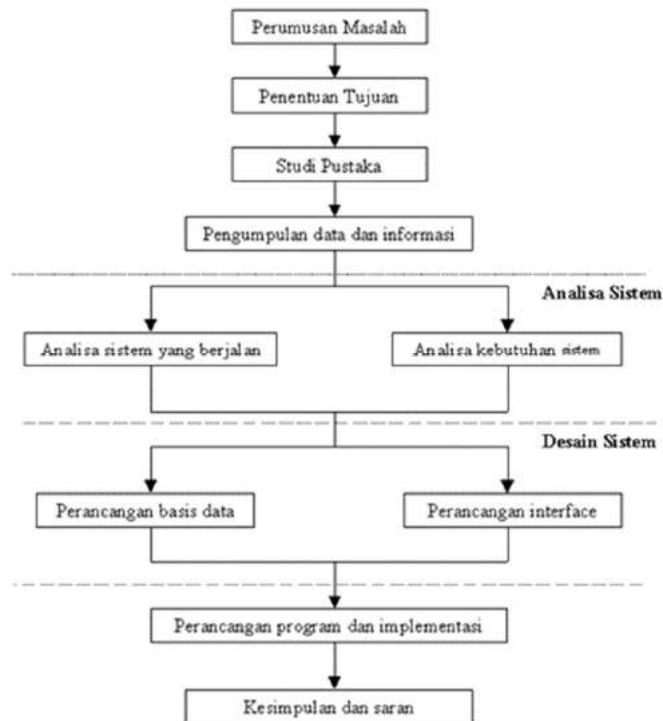 Perumusan Masalah
Penentuan Tujuan
Studi Pustaka
Pengumpulan data dan informasi
Analisa Sistem
Analisa sistem yang berjalan
Analisa kebutuhan sistem
Desain Sistem
Perancangan basis data
Perancangan interface
Perancangan program dan implementasi
Kesimpulan dan saran